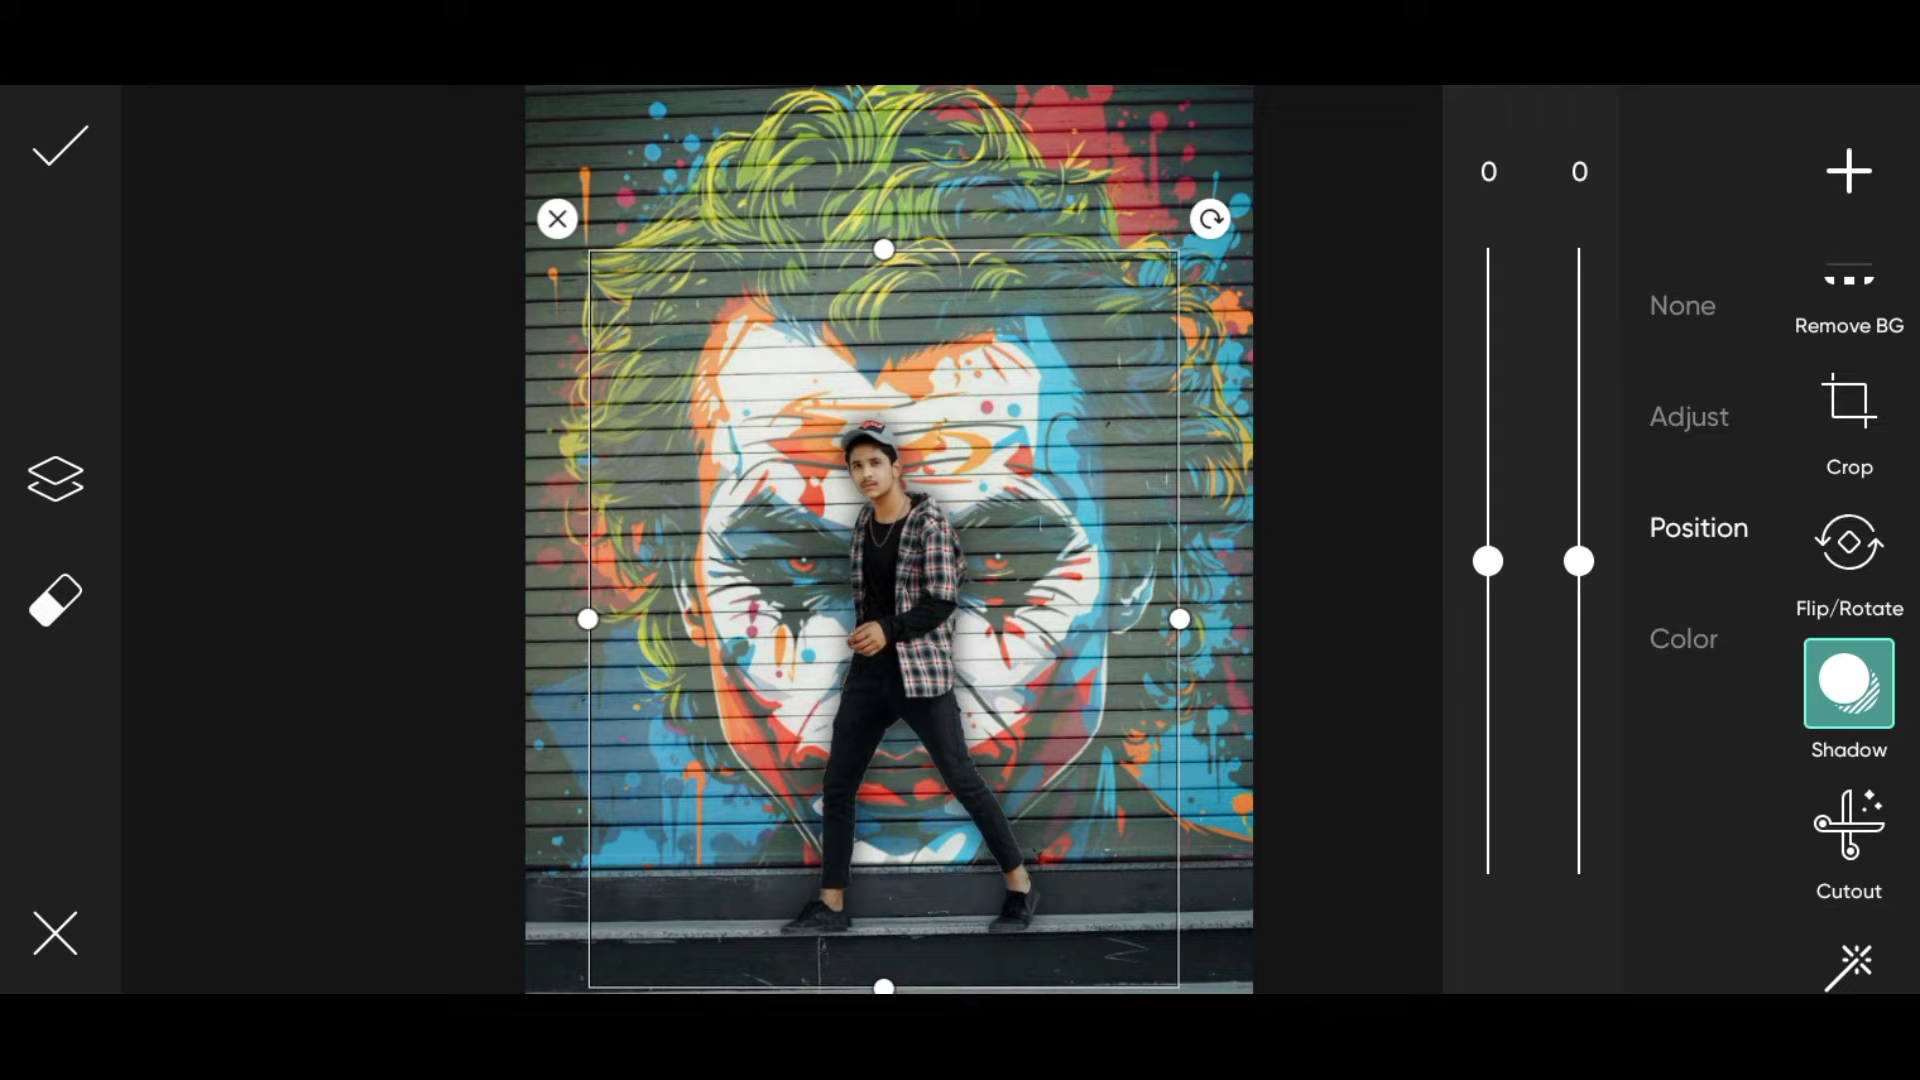 0 0
None
Adjust
Position
Color
Remove BG
Crop
Flip/Rotate
Shadow
Cutout